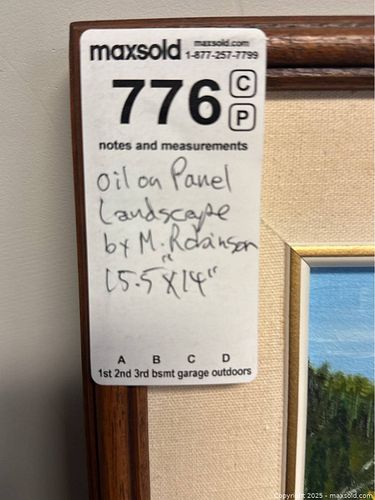 maxsold maxsold.com
1-877-257-7799
776 C
P
notes and measurements
Oil on Panel
Landscape
by M. Robinson
15.5" X 14"
A B C D
1st 2nd 3rd bsmt garage outdoors
Copyright 2025 - maxsold.com